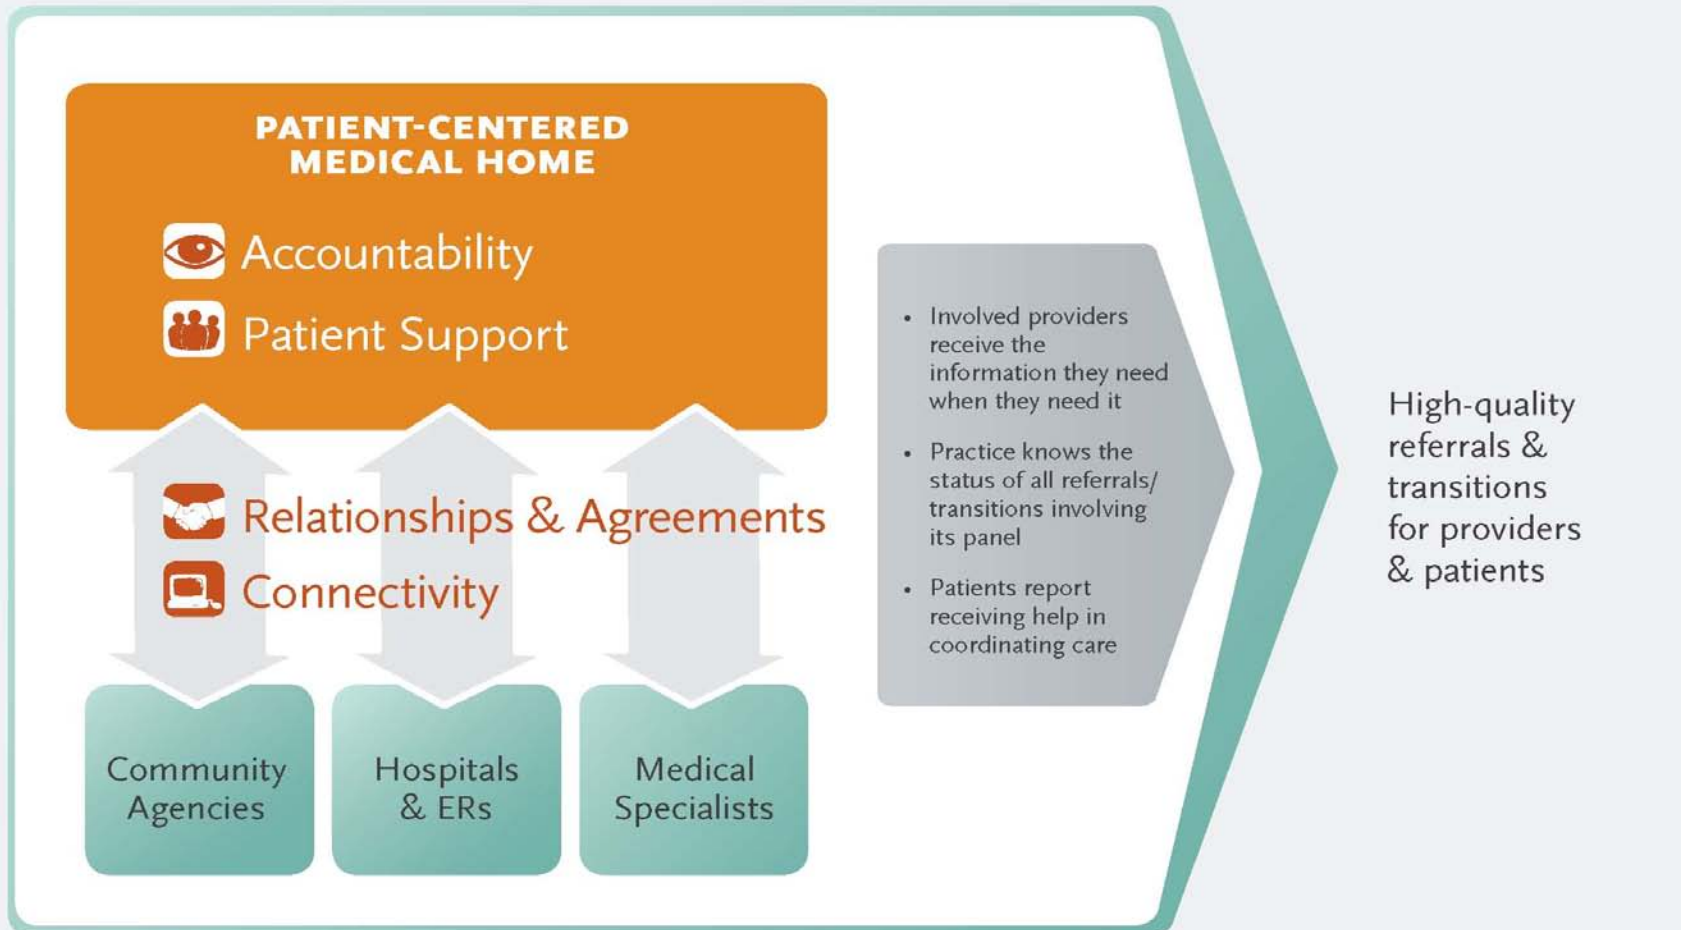 PATIENT-CENTERED
MEDICAL HOME
Accountability
Patient Support
Relationships & Agreements
Connectivity
Community
Agencies
Hospitals
& ERs
Medical
Specialists
• Involved providers
receive the
information they need
when they need it
• Practice knows the
status of all referrals/
transitions involving
its panel
• Patients report
receiving help in
coordinating care
High-quality
referrals &
transitions
for providers
& patients